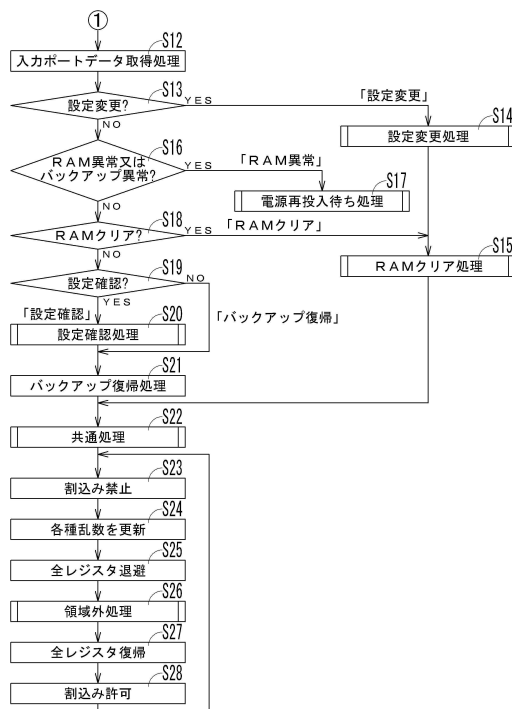 ①
S12
入力ポートデータ取得処理
S13
設定変更?
YES
「設定変更」
NO
S14
設定変更処理
S16
RAM異常又は
バックアップ異常?
YES
「RAM異常」
NO
S17
電源再投入待ち処理
S18
RAMクリア?
YES
「RAMクリア」
NO
S15
RAMクリア処理
S19
設定確認?
NO
YES
「設定確認」
「バックアップ復帰」
S20
設定確認処理
S21
バックアップ復帰処理
S22
共通処理
S23
割込み禁止
S24
各種乱数を更新
S25
全レジスタ退避
S26
領域外処理
S27
全レジスタ復帰
S28
割込み許可